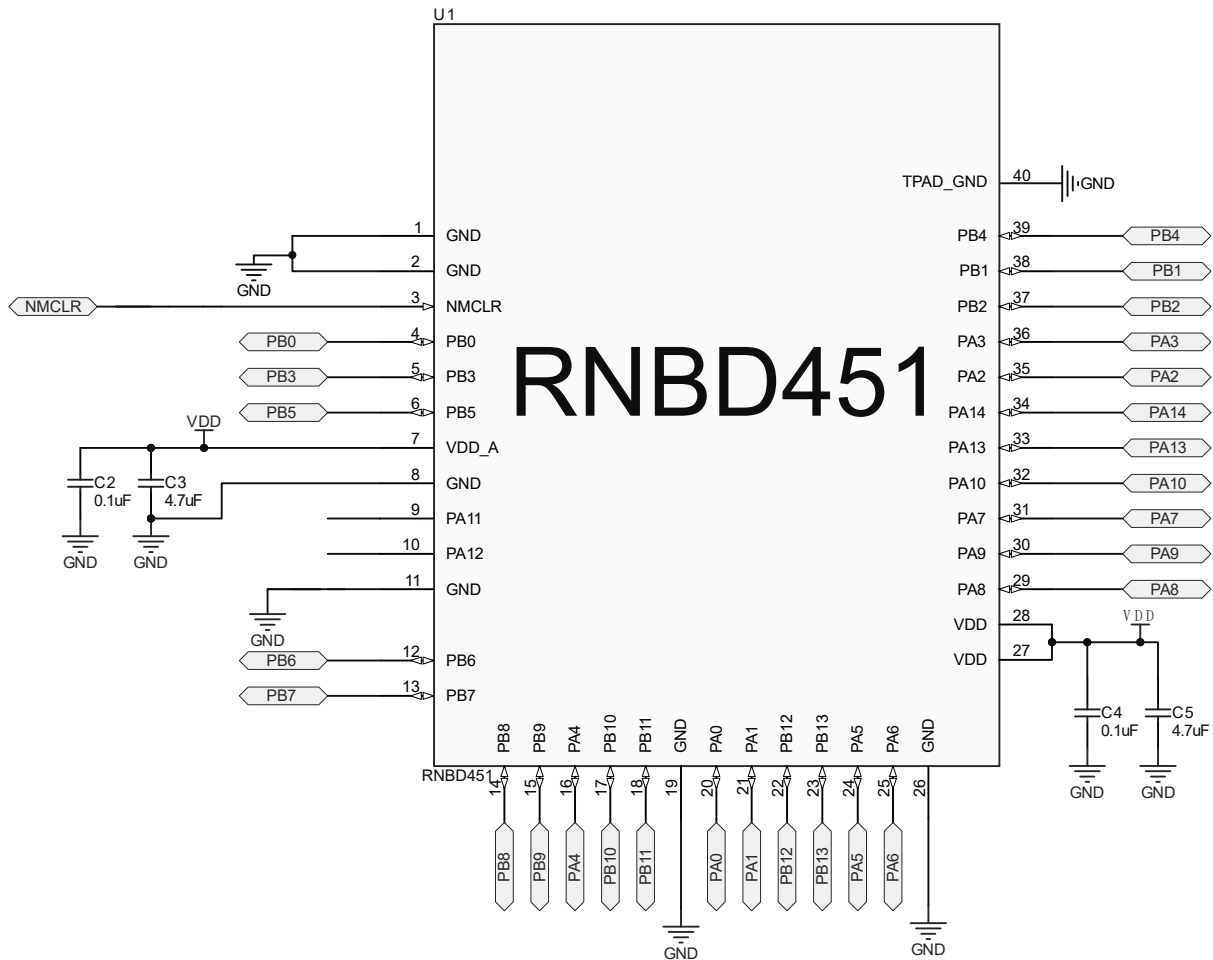 U1
TPAD_GND 40 GND
1 GND
2 GND
GND
NMCLR 3 NMCLR
PB0 4 PB0
PB3 5 PB3
PB5 6 PB5
VDD
7 VDD_A
C2
0.1uF
C3
4.7uF
8 GND
GND
GND
9 PA11
10 PA12
11 GND
GND
PB6 12 PB6
PB7 13 PB7
RNBD451
PB4 39 PB4
PB1 38 PB1
PB2 37 PB2
PA3 36 PA3
PA2 35 PA2
PA14 34 PA14
PA13 33 PA13
PA10 32 PA10
PA7 31 PA7
PA9 30 PA9
PA8 29 PA8
VDD 28
VDD 27
VDD
C4
0.1uF
C5
4.7uF
GND
GND
RNBD451
PB8 14 PB8
PB9 15 PB9
PA4 16 PA4
PB10 17 PB10
PB11 18 PB11
GND 19 GND
PA0 20 PA0
PA1 21 PA1
PB12 22 PB12
PB13 23 PB13
PA5 24 PA5
PA6 25 PA6
GND 26 GND